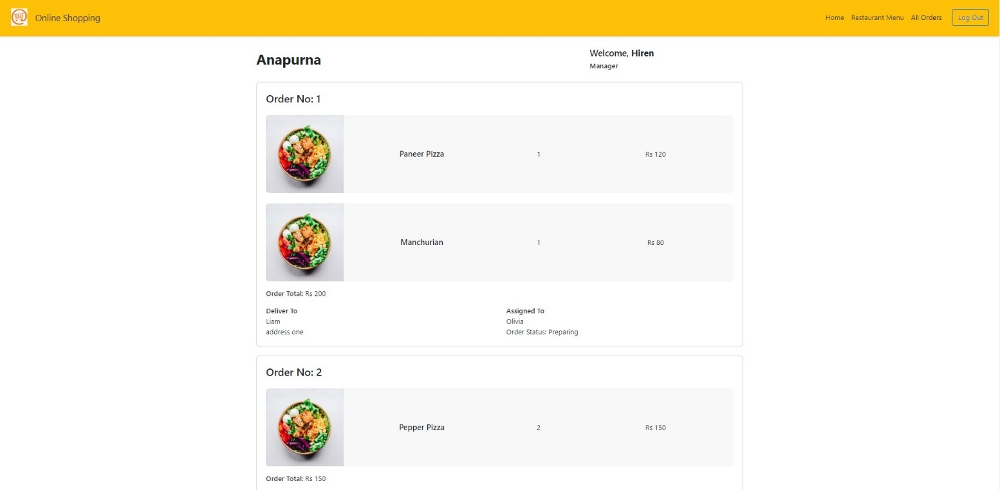 Online Shopping
Home Restaurant Menu All Orders Log Out
Anapurna
Welcome, Hiren
Manager
Order No: 1
Paneer Pizza 1 Rs 120
Manchurian 1 Rs 80
Order Total: Rs 200
Deliver To
Liam
address one
Assigned To
Olivia
Order Status: Preparing
Order No: 2
Pepper Pizza 2 Rs 150
Order Total: Rs 150